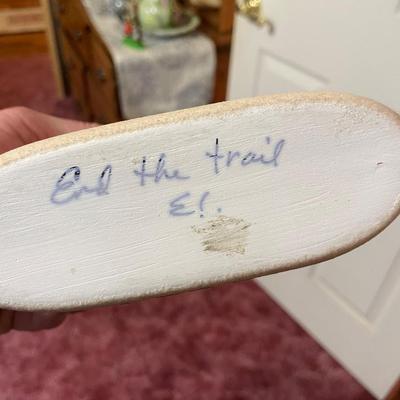 End the trail
E!.